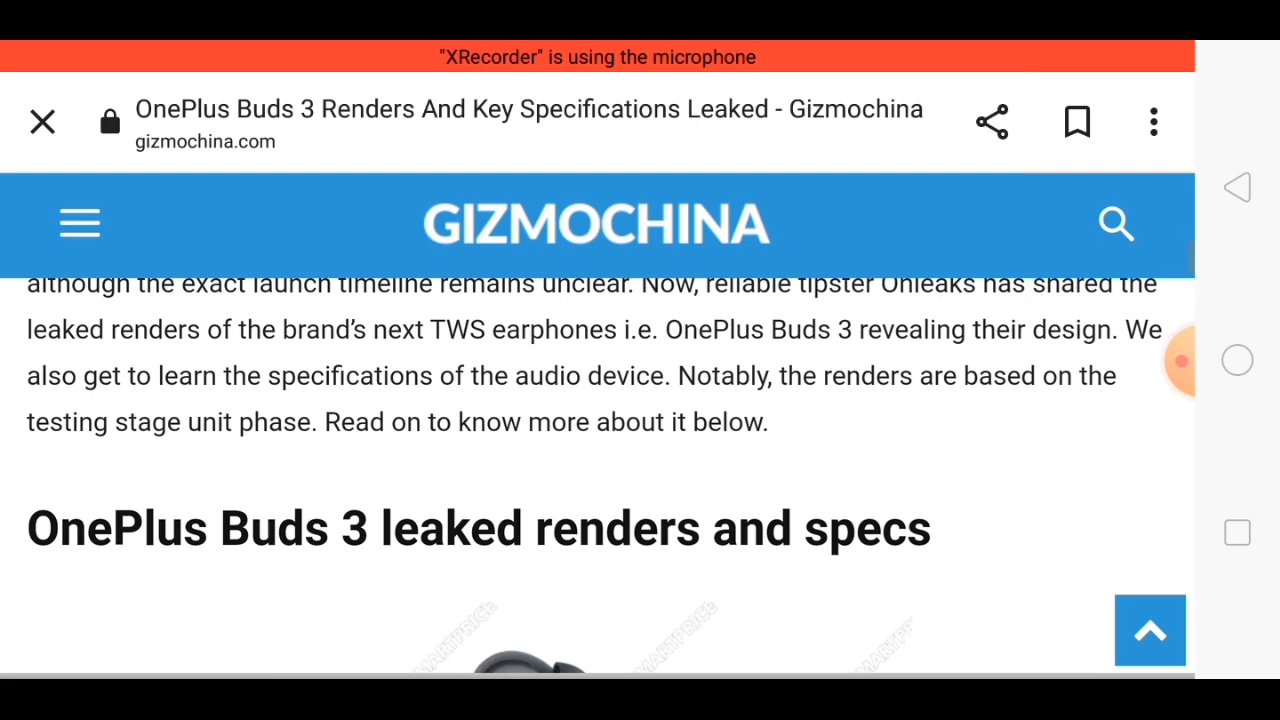 "XRecorder" is using the microphone
OnePlus Buds 3 Renders And Key Specifications Leaked - Gizmochina
gizmochina.com
GIZMOCHINA
although the exact launch timeline remains unclear. Now, reliable tipster Onleaks has shared the
leaked renders of the brand’s next TWS earphones i.e. OnePlus Buds 3 revealing their design. We
also get to learn the specifications of the audio device. Notably, the renders are based on the
testing stage unit phase. Read on to know more about it below.
OnePlus Buds 3 leaked renders and specs
MARTPRICE
MARTPRICE